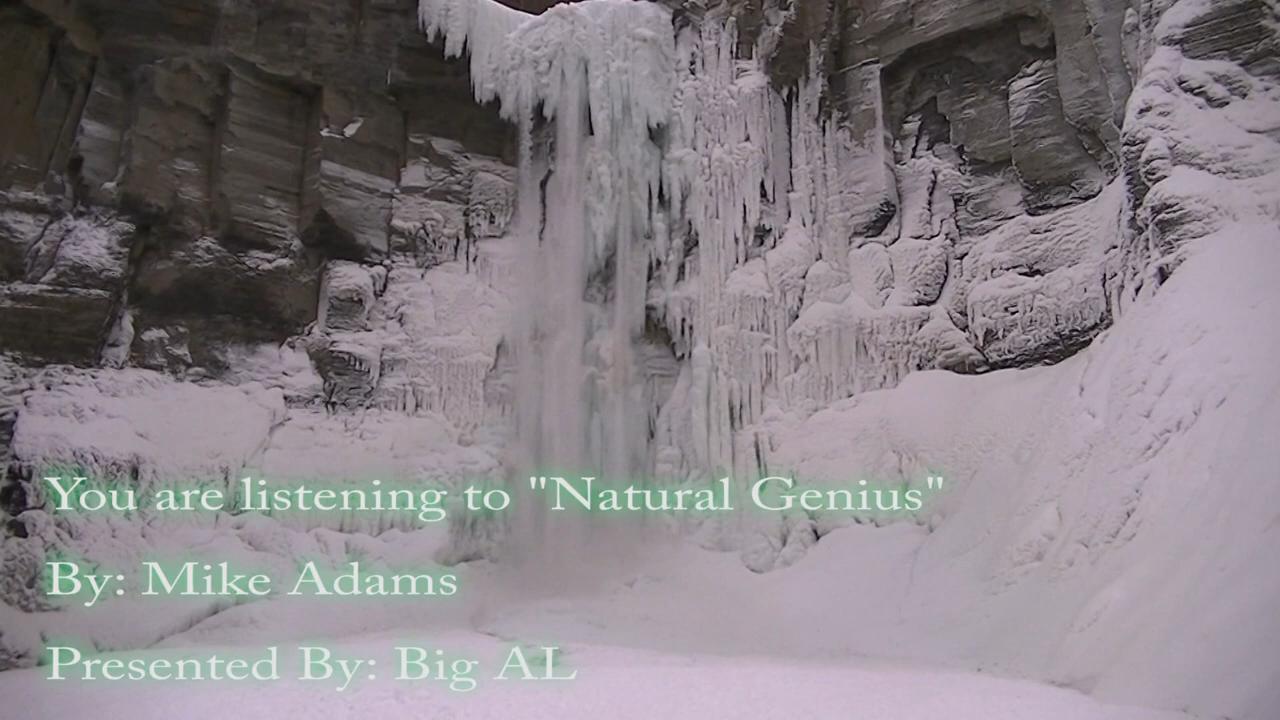 You are listening to "Natural Genius"
By: Mike Adams
Presented By: Big AL